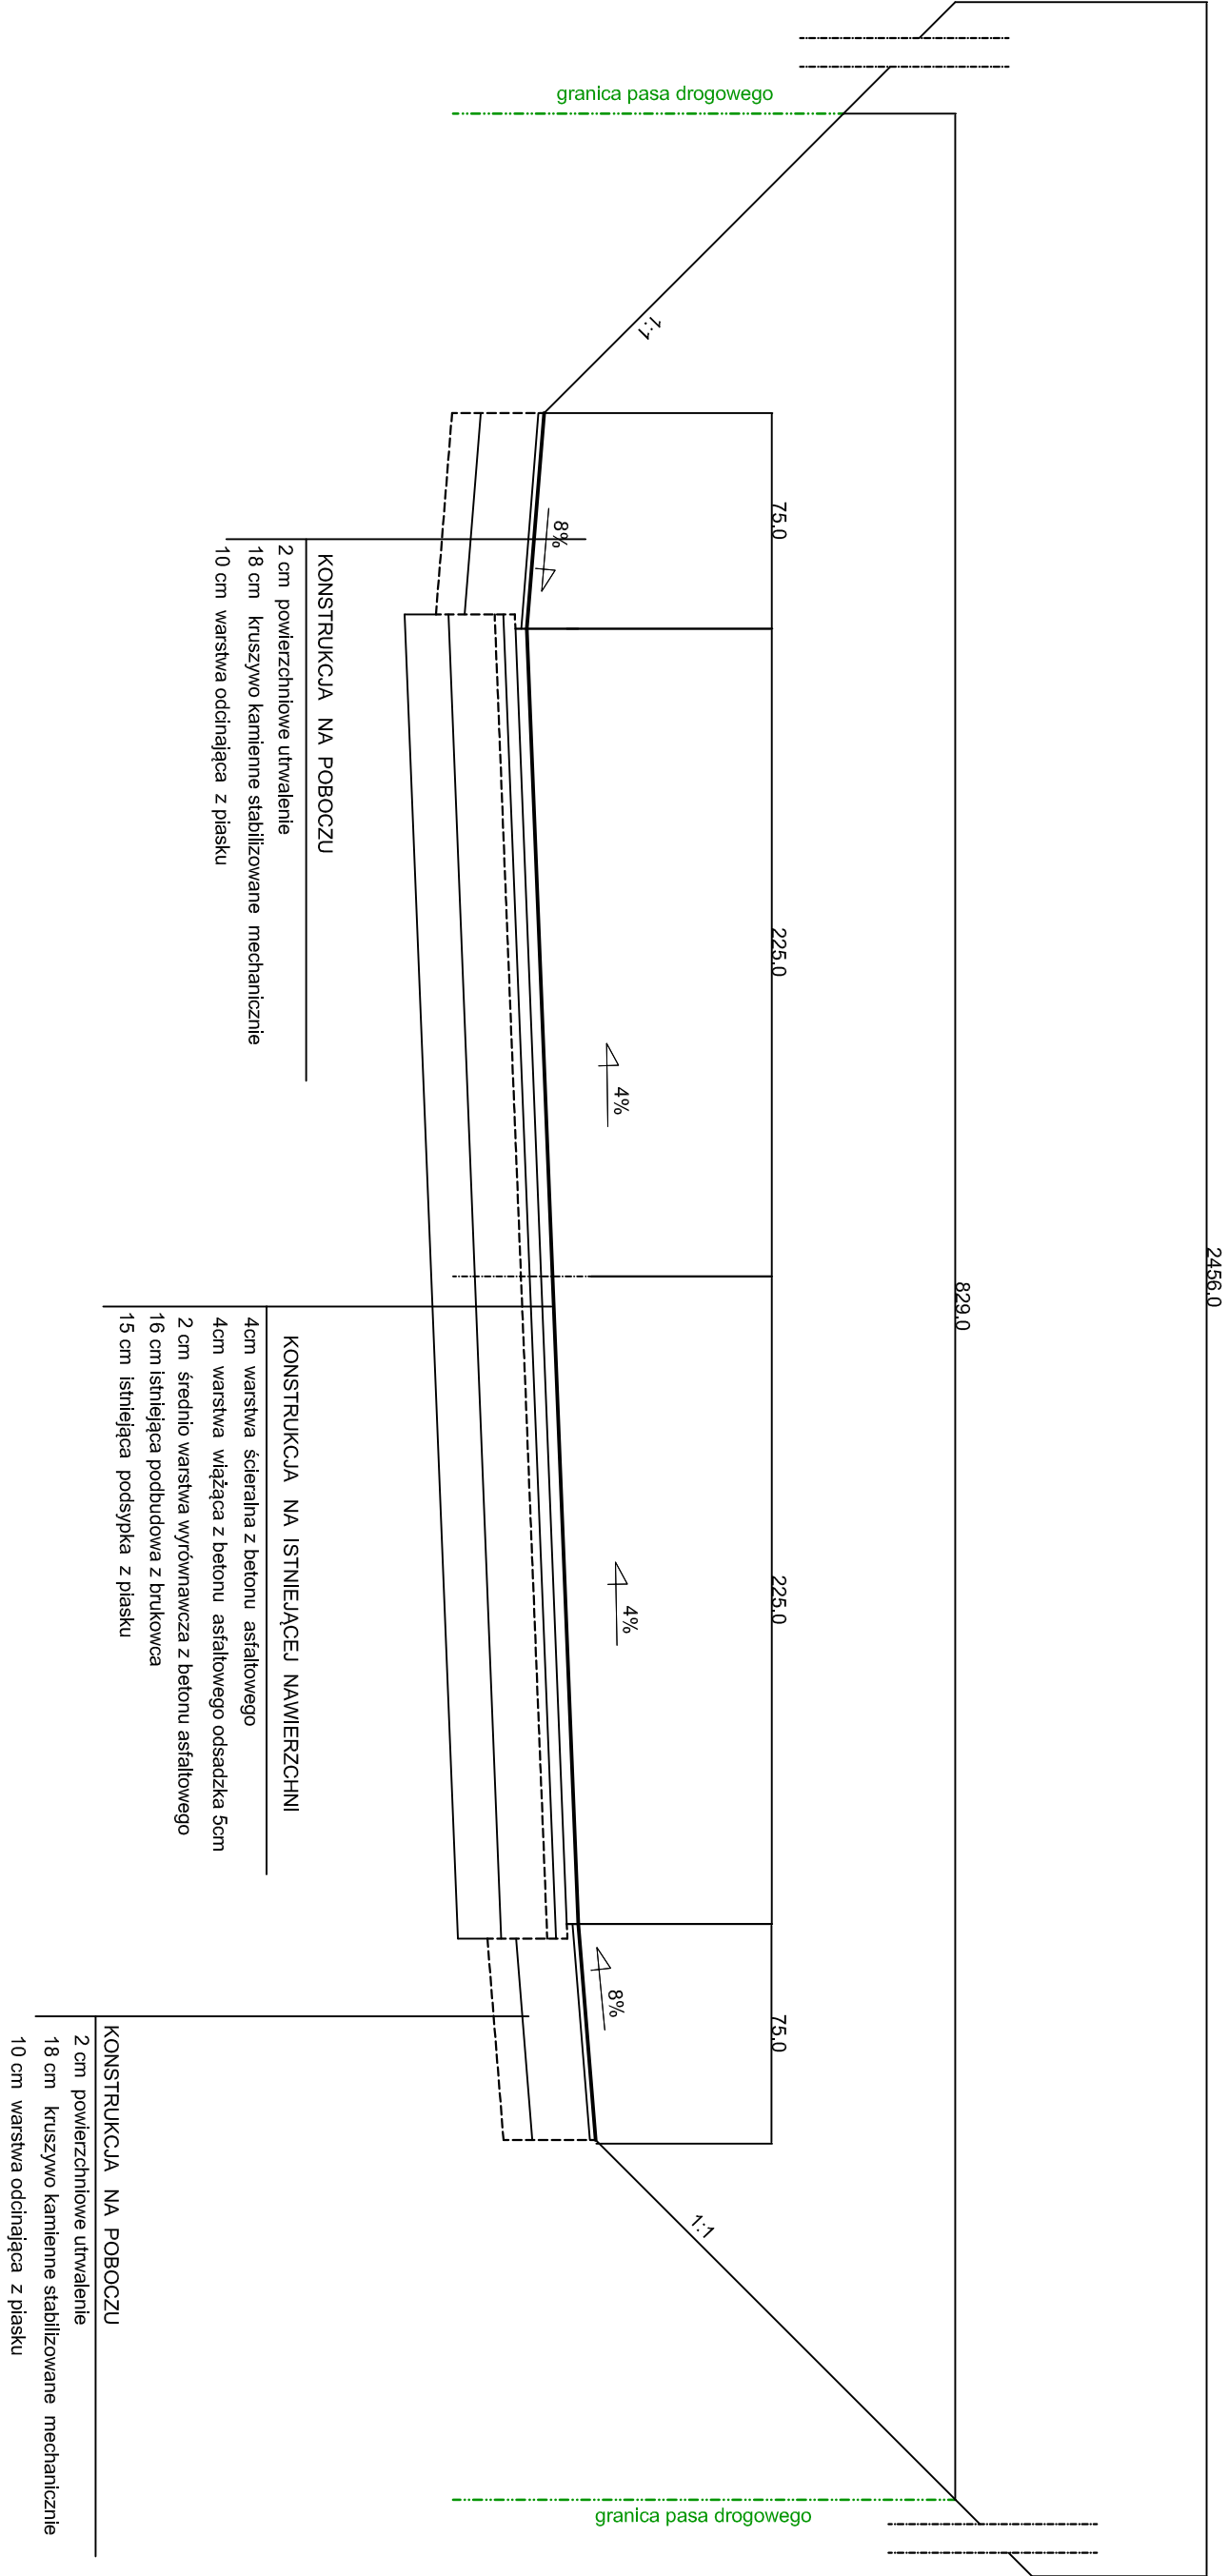 2456,0
829,0
granica pasa drogowego
granica pasa drogowego
75,0
225,0
225,0
75,0
1:1
8%
4%
4%
8%
1:1
KONSTRUKCJA NA POBOCZU
2 cm powierzchniowe utrwalenie
18 cm kruszywo kamienne stabilizowane mechanicznie
10 cm warstwa odcinająca z piasku
KONSTRUKCJA NA ISTNIEJĄCEJ NAWIERZCHNI
4cm warstwa ścieralna z betonu asfaltowego
4cm warstwa wiążąca z betonu asfaltowego odsadzka 5cm
2 cm średnio warstwa wyrównawcza z betonu asfaltowego
16 cm istniejąca podbudowa z brukowca
15 cm istniejąca podsypka z piasku
KONSTRUKCJA NA POBOCZU
2 cm powierzchniowe utrwalenie
18 cm kruszywo kamienne stabilizowane mechanicznie
10 cm warstwa odcinająca z piasku